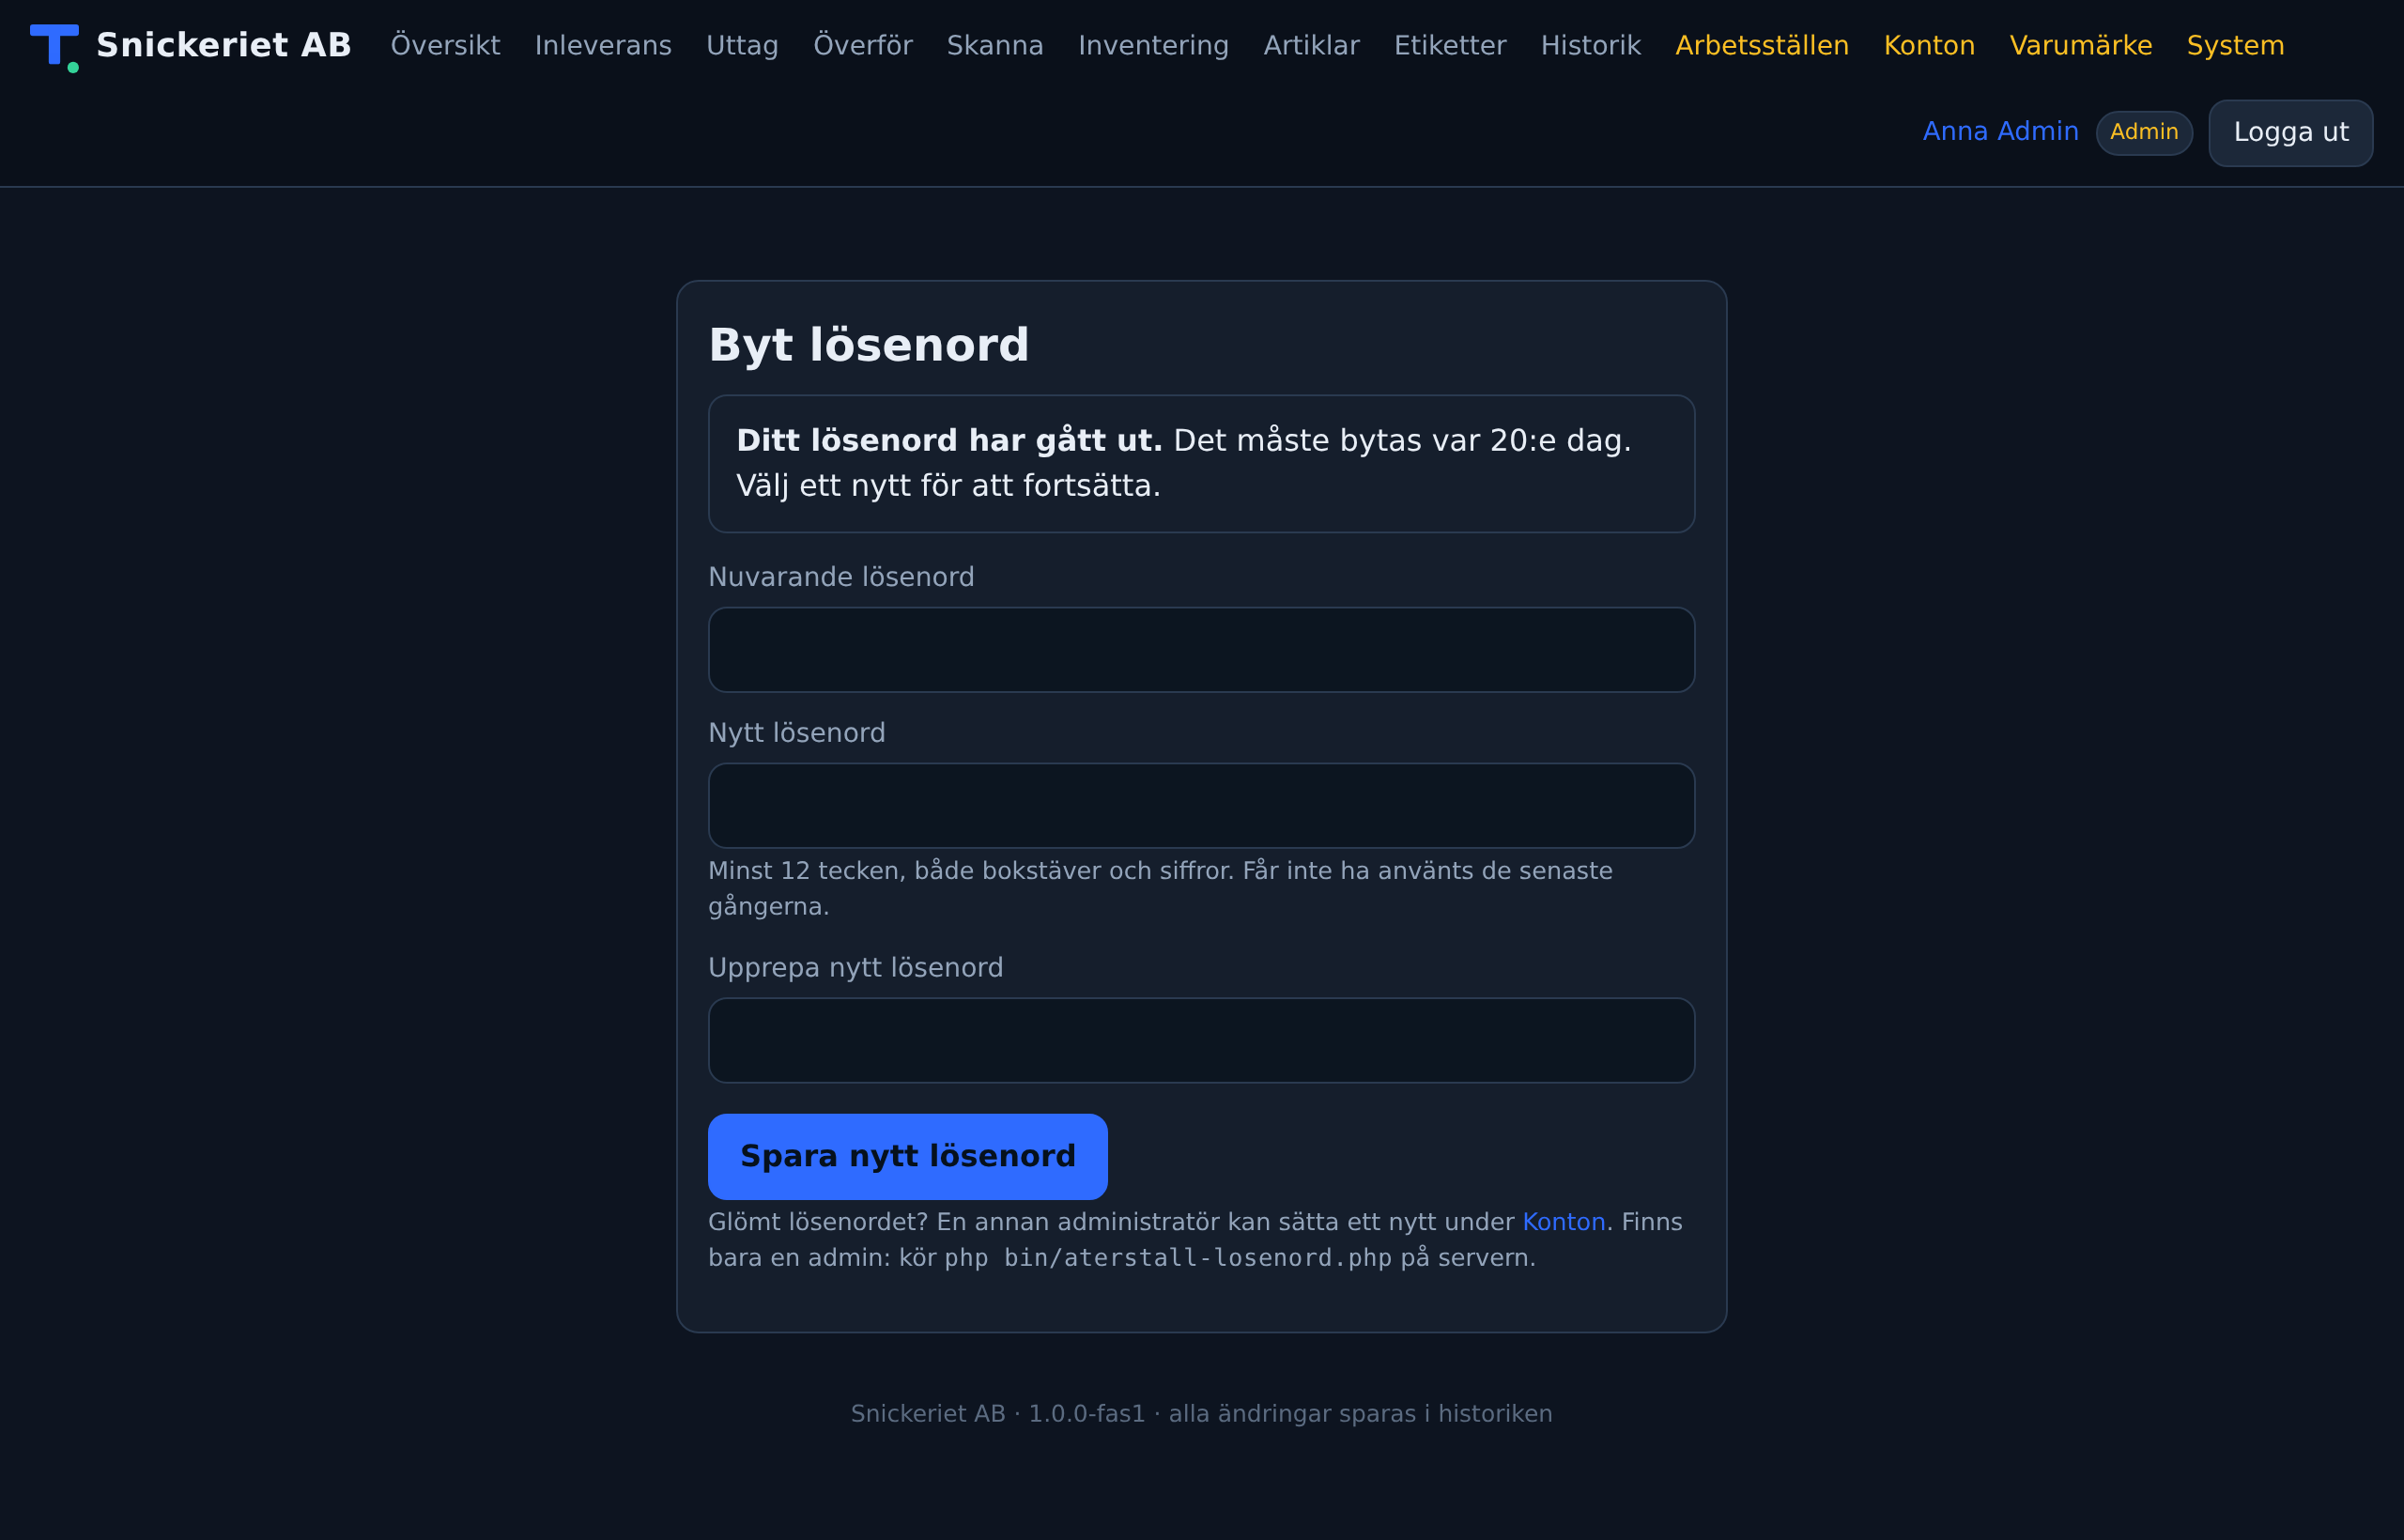 Snickeriet AB Översikt Inleverans Uttag Överför Skanna Inventering Artiklar Etiketter Historik Arbetsställen Konton Varumärke System
Anna Admin Admin Logga ut
Byt lösenord
Ditt lösenord har gått ut. Det måste bytas var 20:e dag.
Välj ett nytt för att fortsätta.
Nuvarande lösenord
Nytt lösenord
Minst 12 tecken, både bokstäver och siffror. Får inte ha använts de senaste
gångerna.
Upprepa nytt lösenord
Spara nytt lösenord
Glömt lösenordet? En annan administratör kan sätta ett nytt under Konton. Finns
bara en admin: kör php bin/aterstall-losenord.php på servern.
Snickeriet AB · 1.0.0-fas1 · alla ändringar sparas i historiken